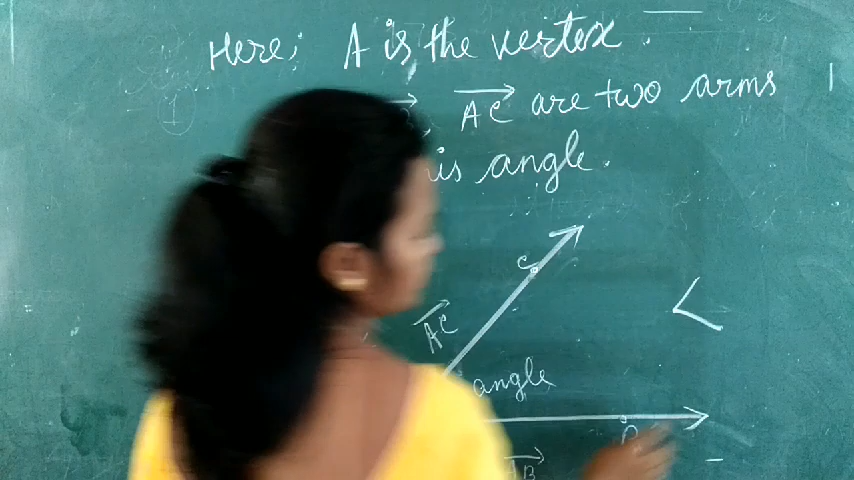 Here; A is the vertex.
AC are two arms
is angle.
C
AC
angle
B
AB